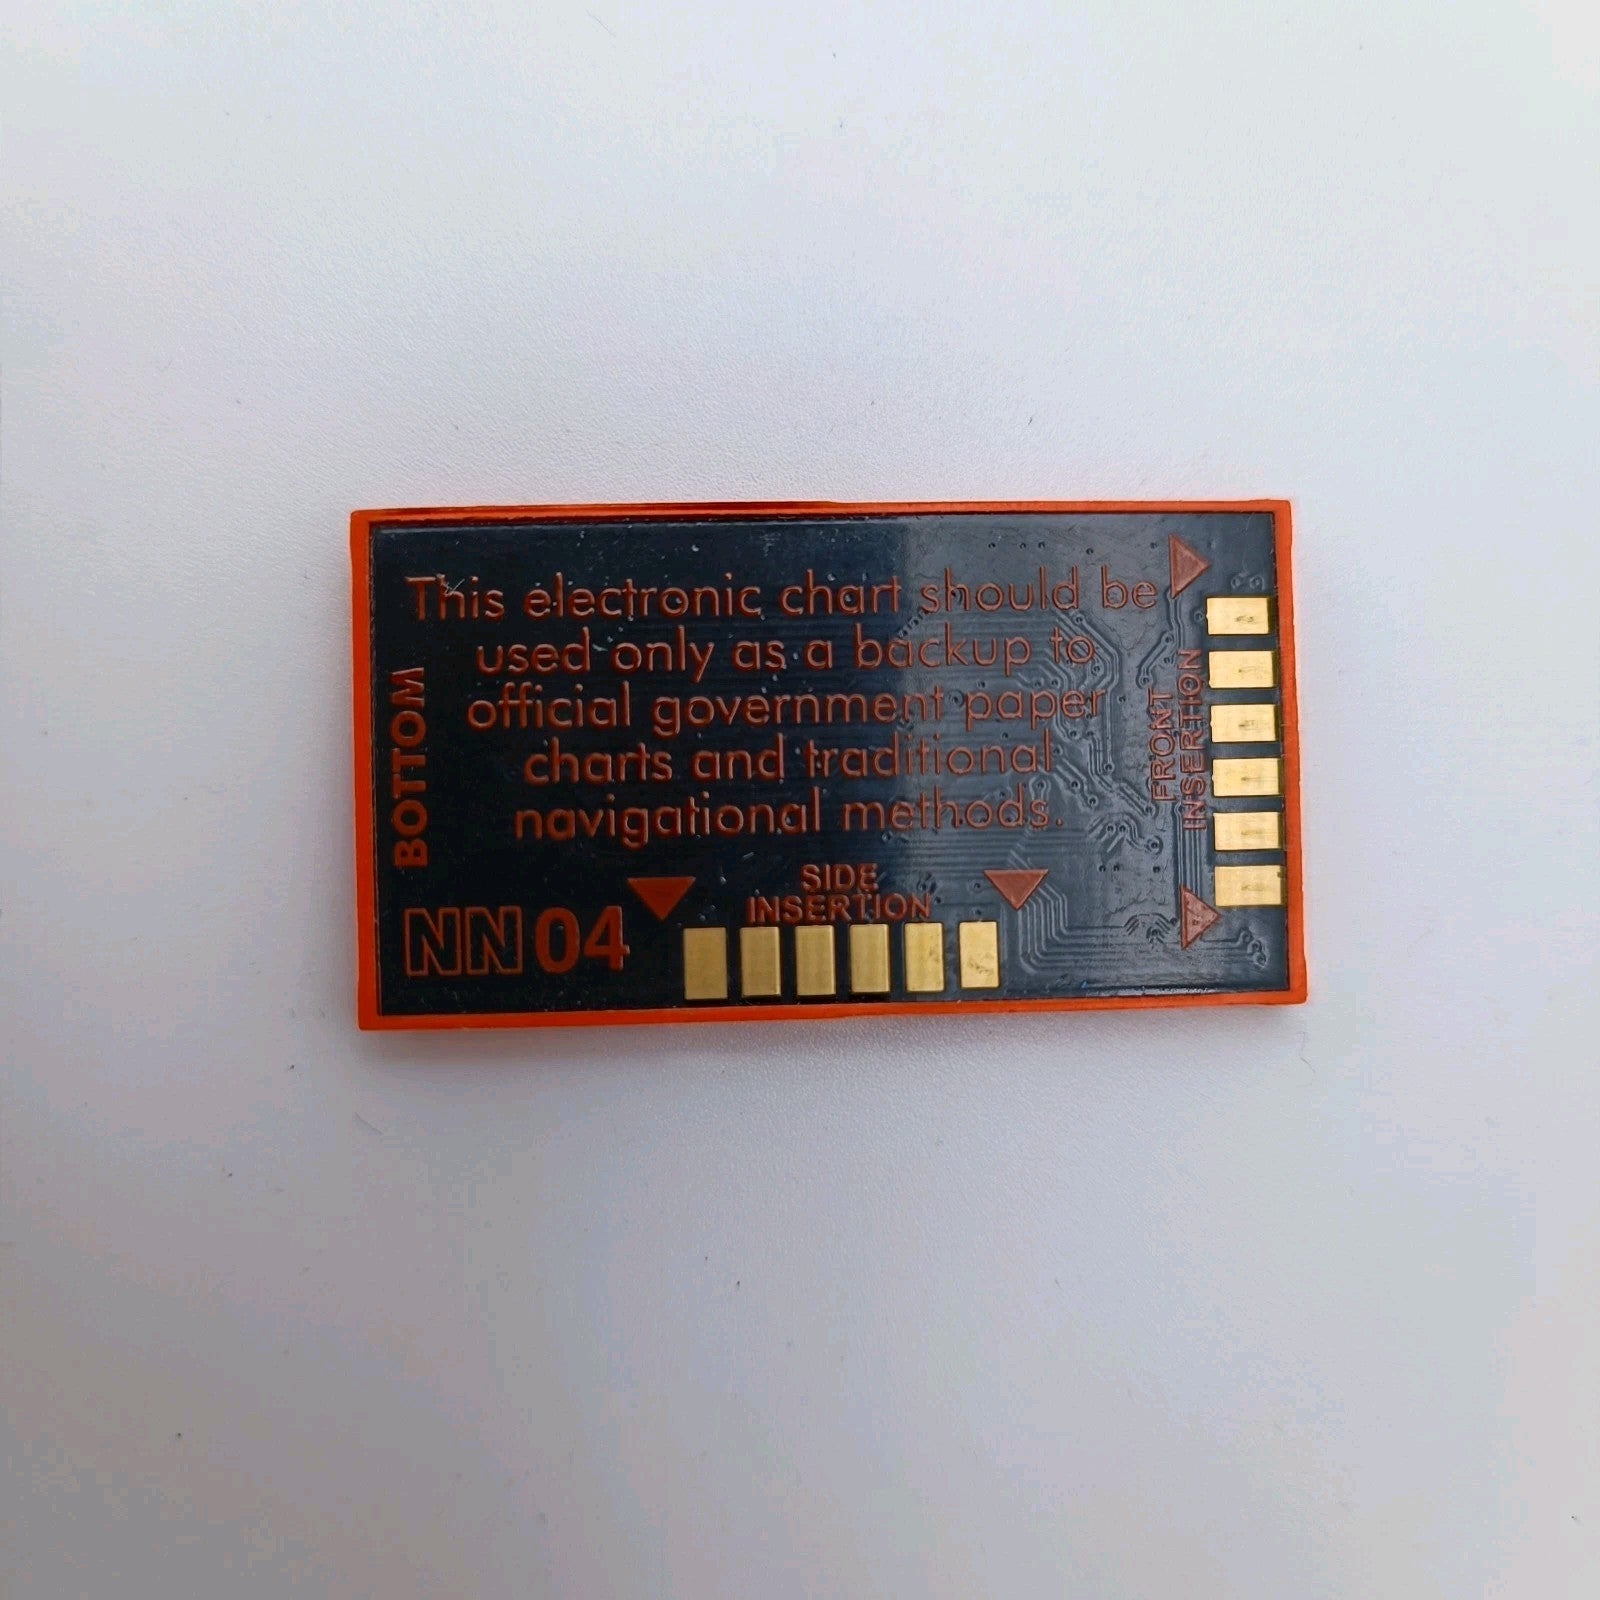 This electronic chart should be
used only as a backup to
official government paper
charts and traditional
navigational methods.
BOTTOM
FRONT
INSERTION
SIDE
INSERTION
NN04